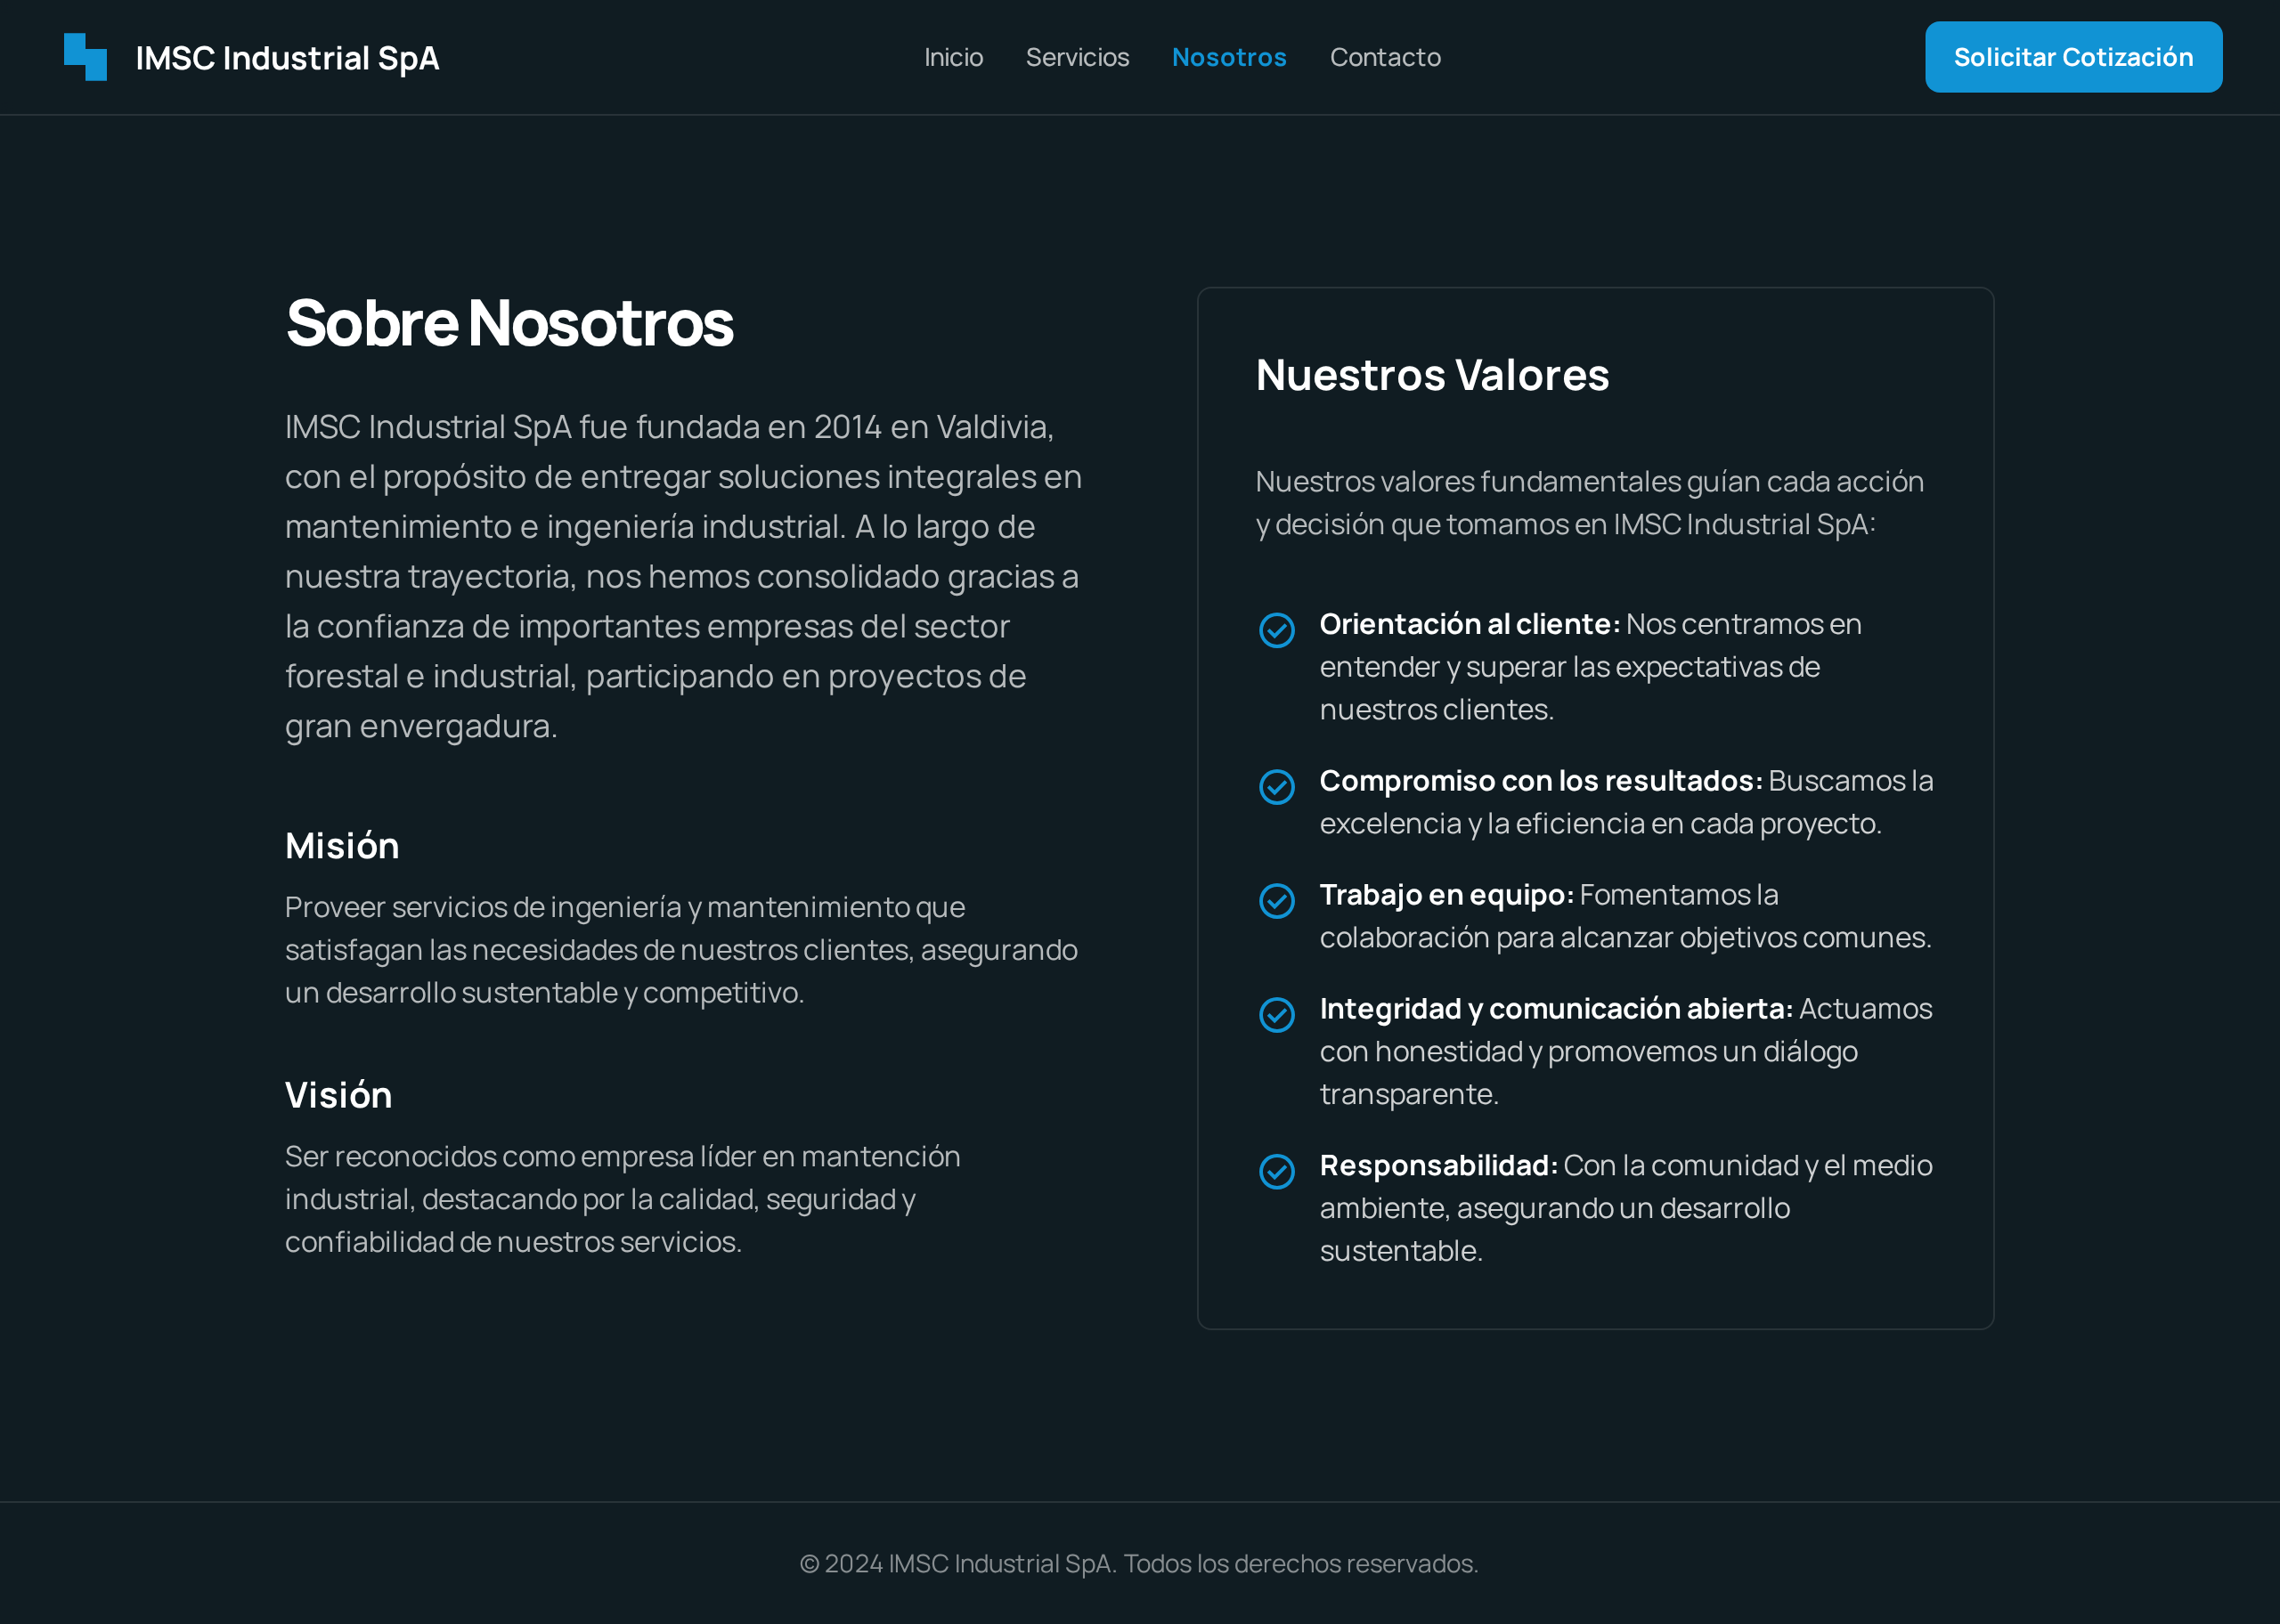 IMSC Industrial SpA
Inicio
Servicios
Nosotros
Contacto
Solicitar Cotización
Sobre Nosotros
IMSC Industrial SpA fue fundada en 2014 en Valdivia,
con el propósito de entregar soluciones integrales en
mantenimiento e ingeniería industrial. A lo largo de
nuestra trayectoria, nos hemos consolidado gracias a
la confianza de importantes empresas del sector
forestal e industrial, participando en proyectos de
gran envergadura.
Misión
Proveer servicios de ingeniería y mantenimiento que
satisfagan las necesidades de nuestros clientes, asegurando
un desarrollo sustentable y competitivo.
Visión
Ser reconocidos como empresa líder en mantención
industrial, destacando por la calidad, seguridad y
confiabilidad de nuestros servicios.
Nuestros Valores
Nuestros valores fundamentales guían cada acción
y decisión que tomamos en IMSC Industrial SpA:
Orientación al cliente: Nos centramos en
entender y superar las expectativas de
nuestros clientes.
Compromiso con los resultados: Buscamos la
excelencia y la eficiencia en cada proyecto.
Trabajo en equipo: Fomentamos la
colaboración para alcanzar objetivos comunes.
Integridad y comunicación abierta: Actuamos
con honestidad y promovemos un diálogo
transparente.
Responsabilidad: Con la comunidad y el medio
ambiente, asegurando un desarrollo
sustentable.
© 2024 IMSC Industrial SpA. Todos los derechos reservados.